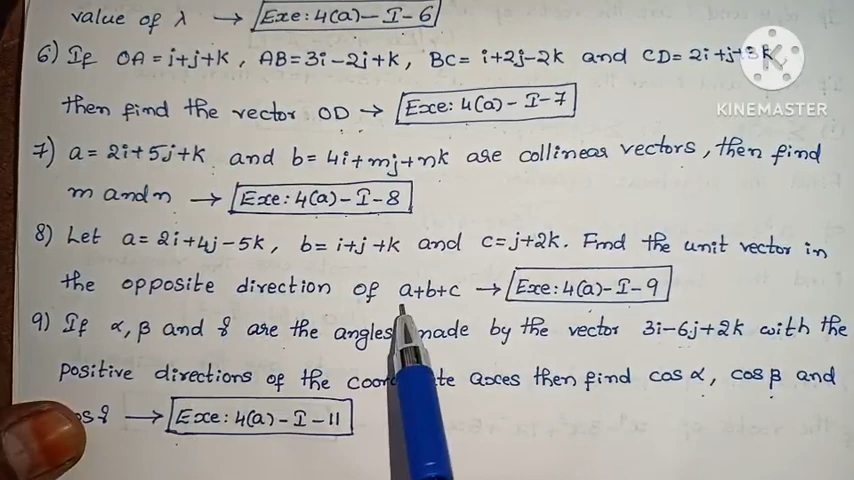 value of λ → Exe: 4(a) - I - 6
6) If OA = i+j+k, AB = 3i-2j+k, BC = i+2j-2k and CD = 2i+j+3k
then find the vector OD → Exe: 4(a) - I - 7
7) a = 2i+5j+k and b = 4i+mj+nk are collinear vectors, then find
m and n → Exe: 4(a) - I - 8
8) Let a = 2i+4j-5k, b = i+j+k and c = j+2k. Find the unit vector in
the opposite direction of a+b+c → Exe: 4(a) - I - 9
9) If α, β and γ are the angles made by the vector 3i-6j+2k with the
positive directions of the axes then find cos α, cos β and
→ Exe: 4(a) - I - 11
KINEMASTER